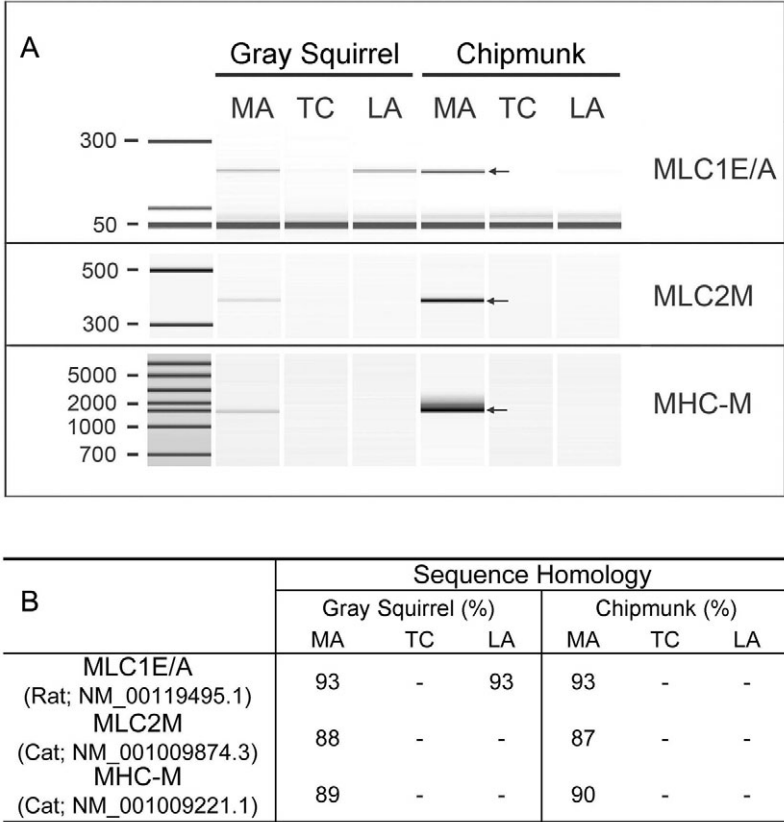 A
Gray Squirrel Chipmunk
MA TC LA MA TC LA
300
MLC1E/A
50
500
MLC2M
300
5000
2000
MHC-M
1000
700
B
Sequence Homology
Gray Squirrel (%) Chipmunk (%)
MA TC LA MA TC LA
MLC1E/A
(Rat; NM_00119495.1)
93 - 93 93 - -
MLC2M
(Cat; NM_001009874.3)
88 - - 87 - -
MHC-M
(Cat; NM_001009221.1)
89 - - 90 - -